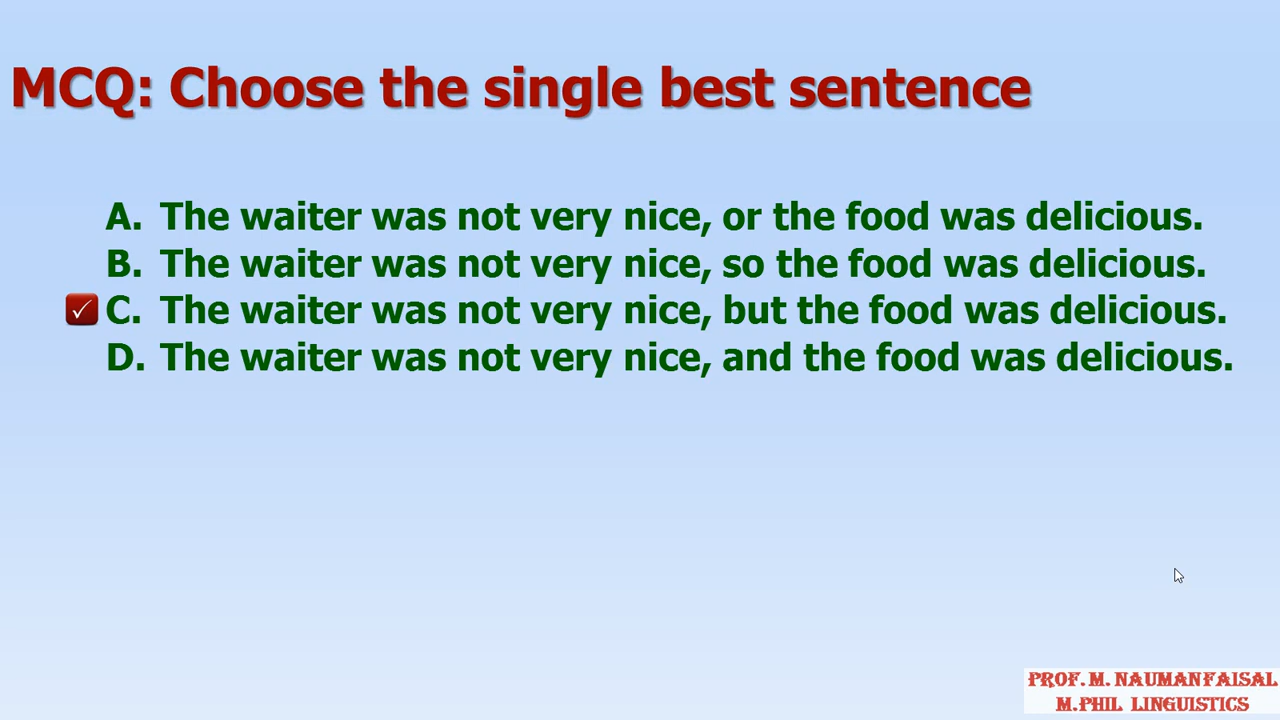 MCQ: Choose the single best sentence
A. The waiter was not very nice, or the food was delicious.
B. The waiter was not very nice, so the food was delicious.
C. The waiter was not very nice, but the food was delicious.
D. The waiter was not very nice, and the food was delicious.
PROF. M. NAUMAN FAISAL
M.PHIL LINGUISTICS